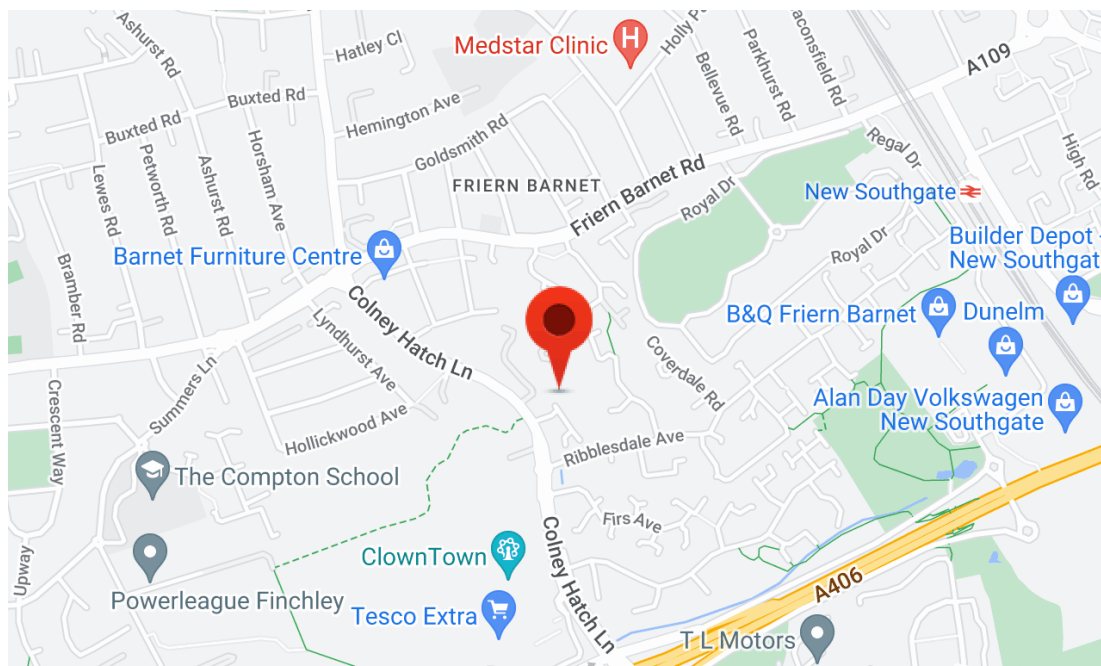 Ashurst Rd
Hatley Cl
Medstar Clinic
H
Holly P
Bellevue Rd
Parkhurst Rd
aconsfield Rd
A109
Buxted Rd
Buxted Rd
Hemington Ave
Goldsmith Rd
Horsham Ave
Ashurst Rd
Petworth Rd
Lewes Rd
FRIERN BARNET
Friern Barnet Rd
Royal Dr
Regal Dr
High Rd
New Southgate
Barnet Furniture Centre
Royal Dr
Builder Depot -
New Southgat
Bramber Rd
Colney Hatch Ln
Lyndhurst Ave
B&Q Friern Barnet
Dunelm
Coverdale Rd
Summers Ln
Crescent Way
Hollickwood Ave
Alan Day Volkswagen
New Southgate
Ribblesdale Ave
The Compton School
Firs Ave
Colney Hatch Ln
Upway
ClownTown
A406
Powerleague Finchley
Tesco Extra
T L Motors